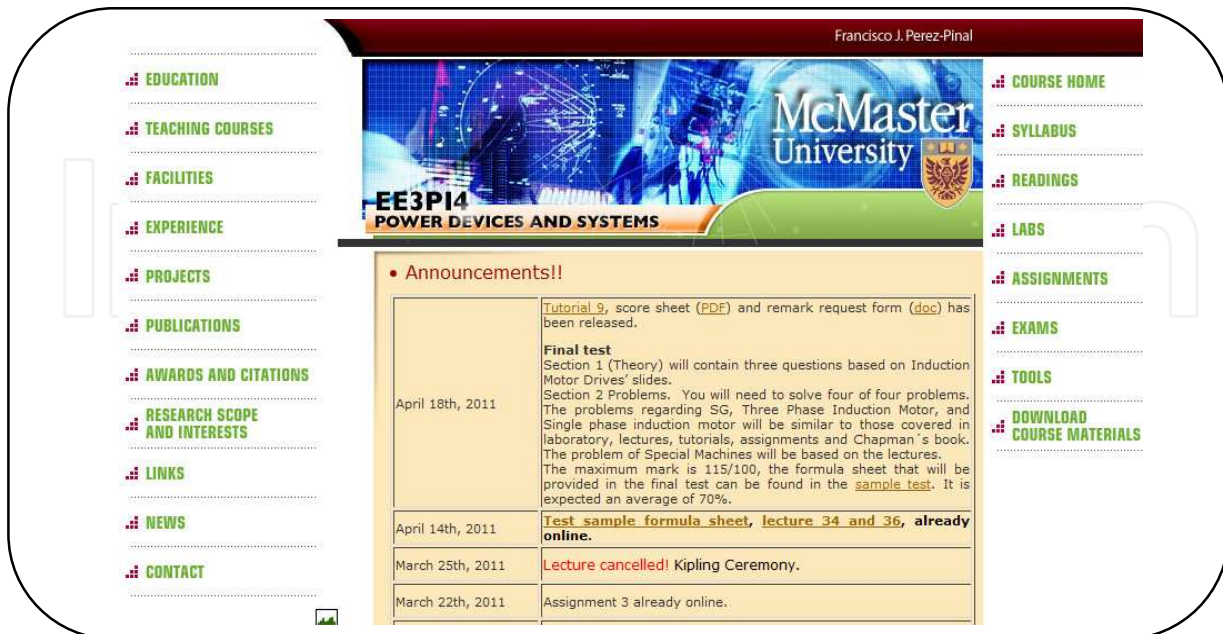 Francisco J. Perez-Pinal
EDUCATION
TEACHING COURSES
FACILITIES
EXPERIENCE
PROJECTS
PUBLICATIONS
AWARDS AND CITATIONS
RESEARCH SCOPE
AND INTERESTS
LINKS
NEWS
CONTACT
McMaster
University
EE3PI4
POWER DEVICES AND SYSTEMS
• Announcements!!
April 18th, 2011
Tutorial 9, score sheet (PDF) and remark request form (doc) has
been released.
Final test
Section 1 (Theory) will contain three questions based on Induction
Motor Drives’ slides.
Section 2 Problems. You will need to solve four of four problems.
The problems regarding SG, Three Phase Induction Motor, and
Single phase induction motor will be similar to those covered in
laboratory, lectures, tutorials, assignments and Chapman´s book.
The problem of Special Machines will be based on the lectures.
The maximum mark is 115/100, the formula sheet that will be
provided in the final test can be found in the sample test. It is
expected an average of 70%.
April 14th, 2011
Test sample formula sheet, lecture 34 and 36, already
online.
March 25th, 2011
Lecture cancelled! Kipling Ceremony.
March 22th, 2011
Assignment 3 already online.
COURSE HOME
SYLLABUS
READINGS
LABS
ASSIGNMENTS
EXAMS
TOOLS
DOWNLOAD
COURSE MATERIALS